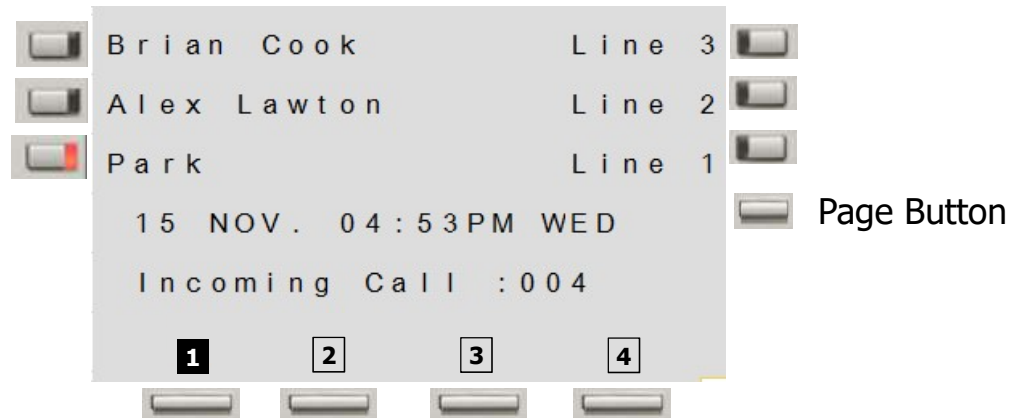 Brian Cook Line 3
Alex Lawton Line 2
Park Line 1
Page Button
15 NOV. 04:53PM WED
Incoming Call :004
1 2 3 4